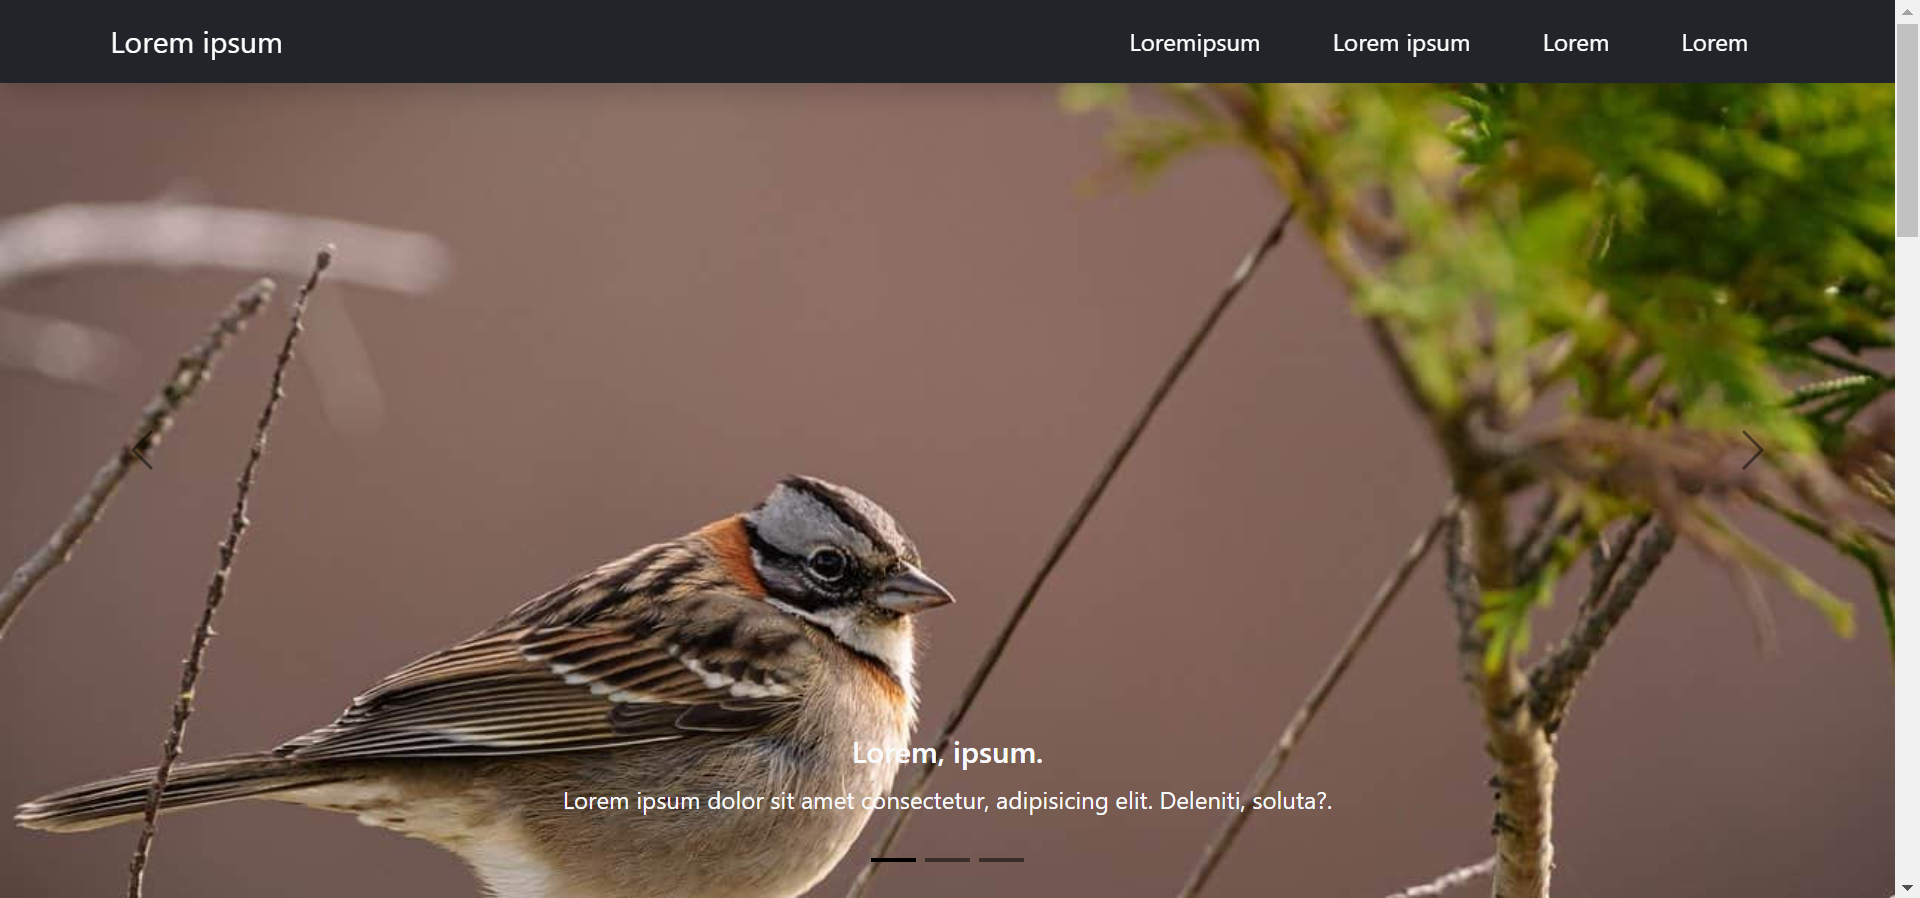 Lorem ipsum
Loremipsum
Lorem ipsum
Lorem
Lorem
Lorem, ipsum.
Lorem ipsum dolor sit amet consectetur, adipisicing elit. Deleniti, soluta?.